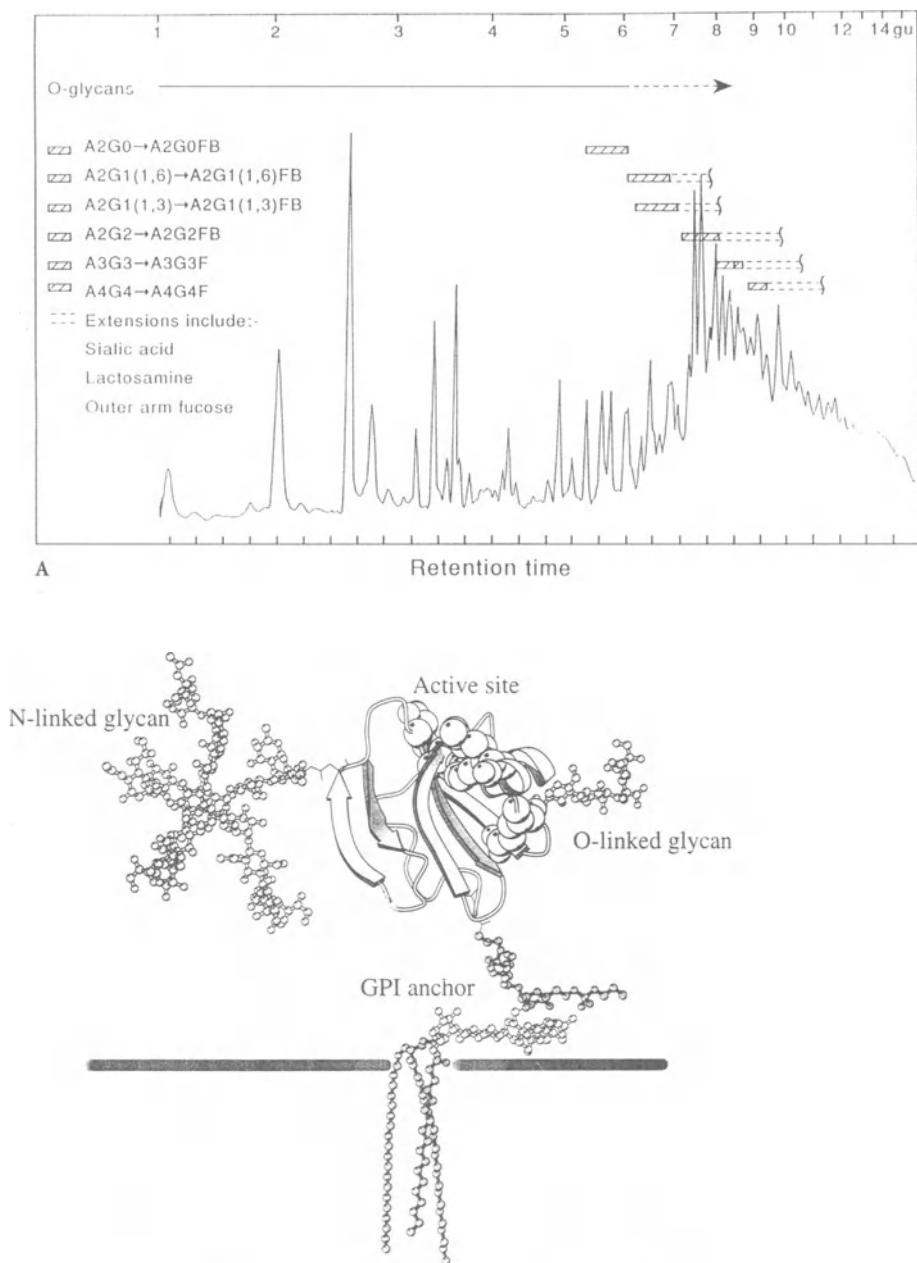 1 2 3 4 5 6 7 8 9 10 12 14 gu
O-glycans
A2G0→A2G0FB
A2G1(1,6)→A2G1(1,6)FB
A2G1(1,3)→A2G1(1,3)FB
A2G2→A2G2FB
A3G3→A3G3F
A4G4→A4G4F
Extensions include:-
Sialic acid
Lactosamine
Outer arm fucose
A
Retention time
Active site
N-linked glycan
O-linked glycan
GPI anchor